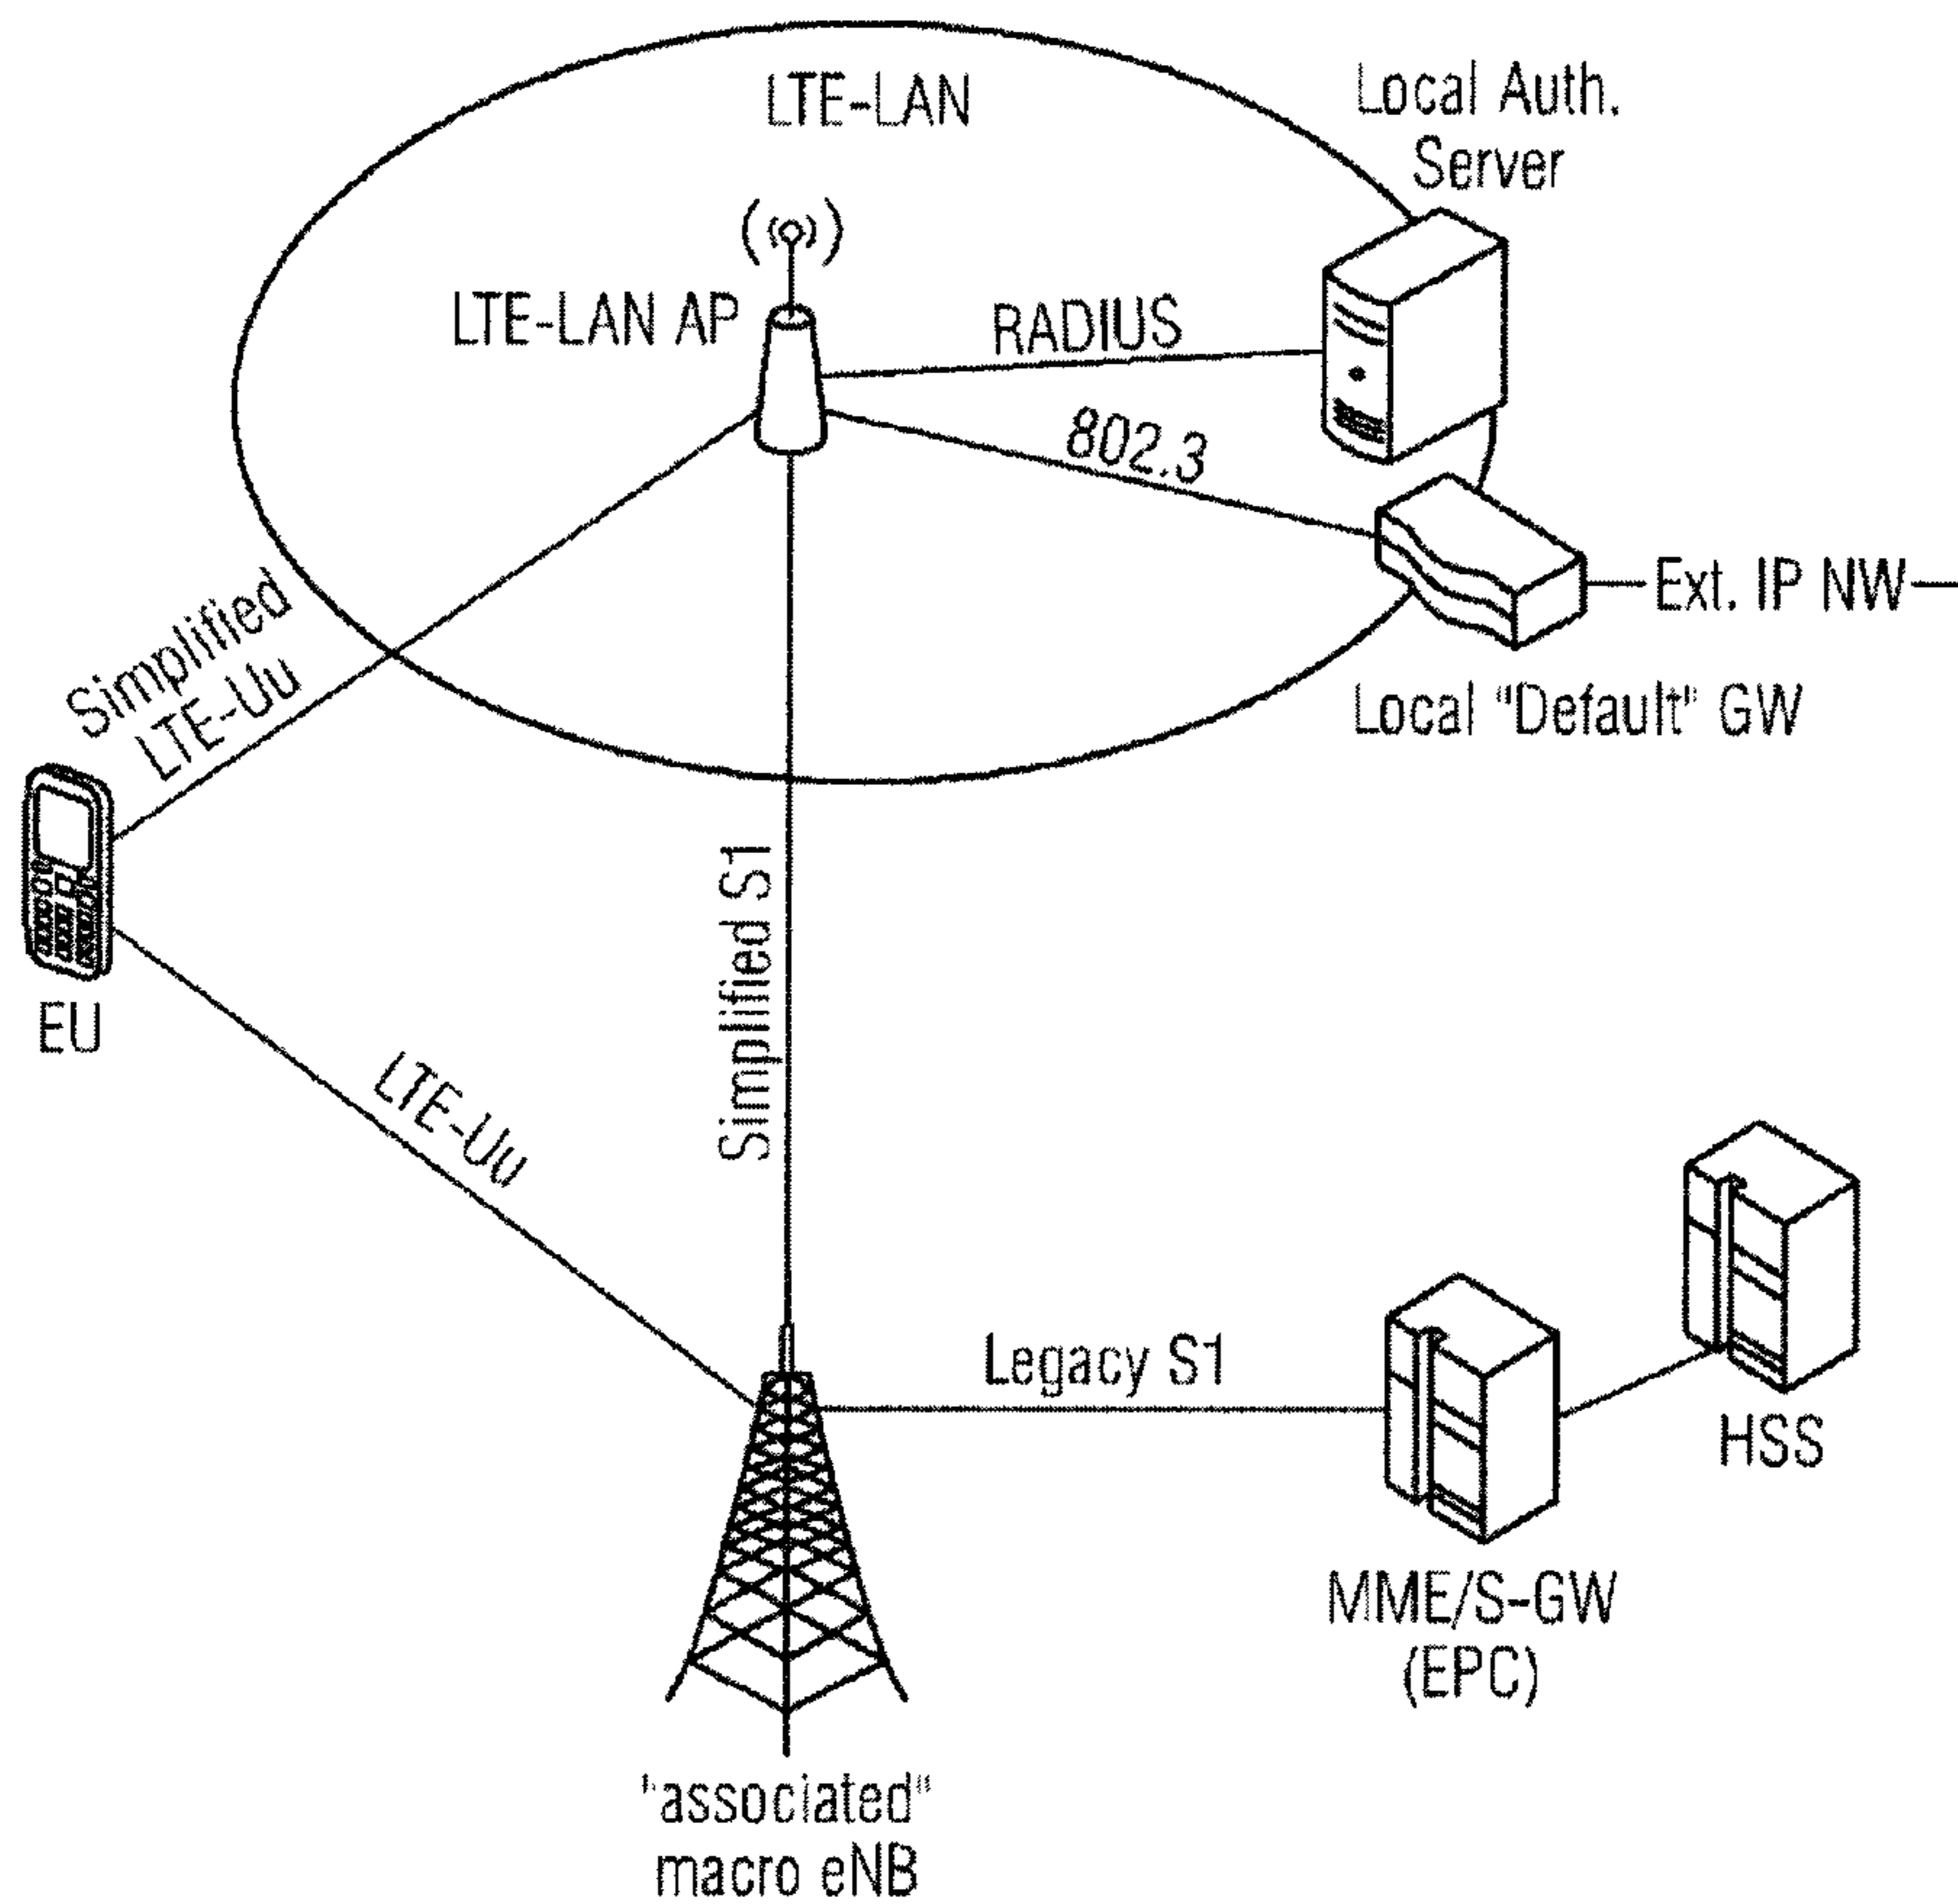 LTE-LAN
Local Auth.
Server
LTE-LAN AP
RADIUS
802.3
Ext. IP NW
Local "Default" GW
Simplified
LTE-Uu
EU
LTE-Uu
Simplified S1
Legacy S1
HSS
MME/S-GW
(EPC)
"associated"
macro eNB